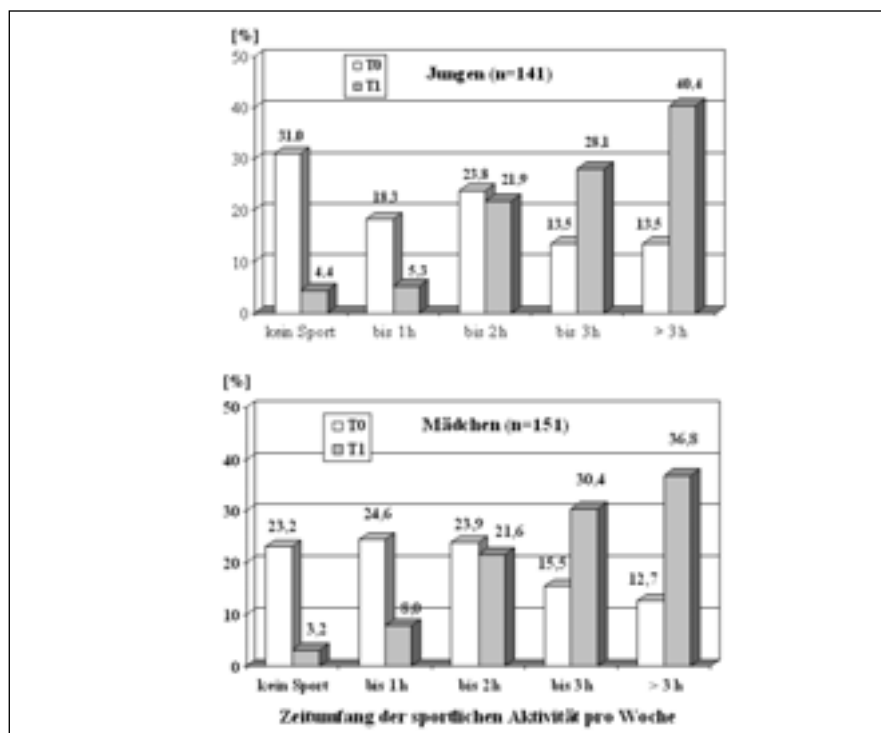 [%]
50
40
30
20
10
0
T0
T1
Jungen (n=141)
31,0
4,4
18,3
5,3
23,8
21,9
13,5
28,1
13,5
40,4
kein Sport
bis 1h
bis 2h
bis 3h
> 3h
[%]
50
40
30
20
10
0
T0
T1
Mädchen (n=151)
23,2
3,2
24,6
8,0
23,9
21,6
15,5
30,4
12,7
36,8
kein Sport
bis 1h
bis 2h
bis 3h
> 3h
Zeitumfang der sportlichen Aktivität pro Woche